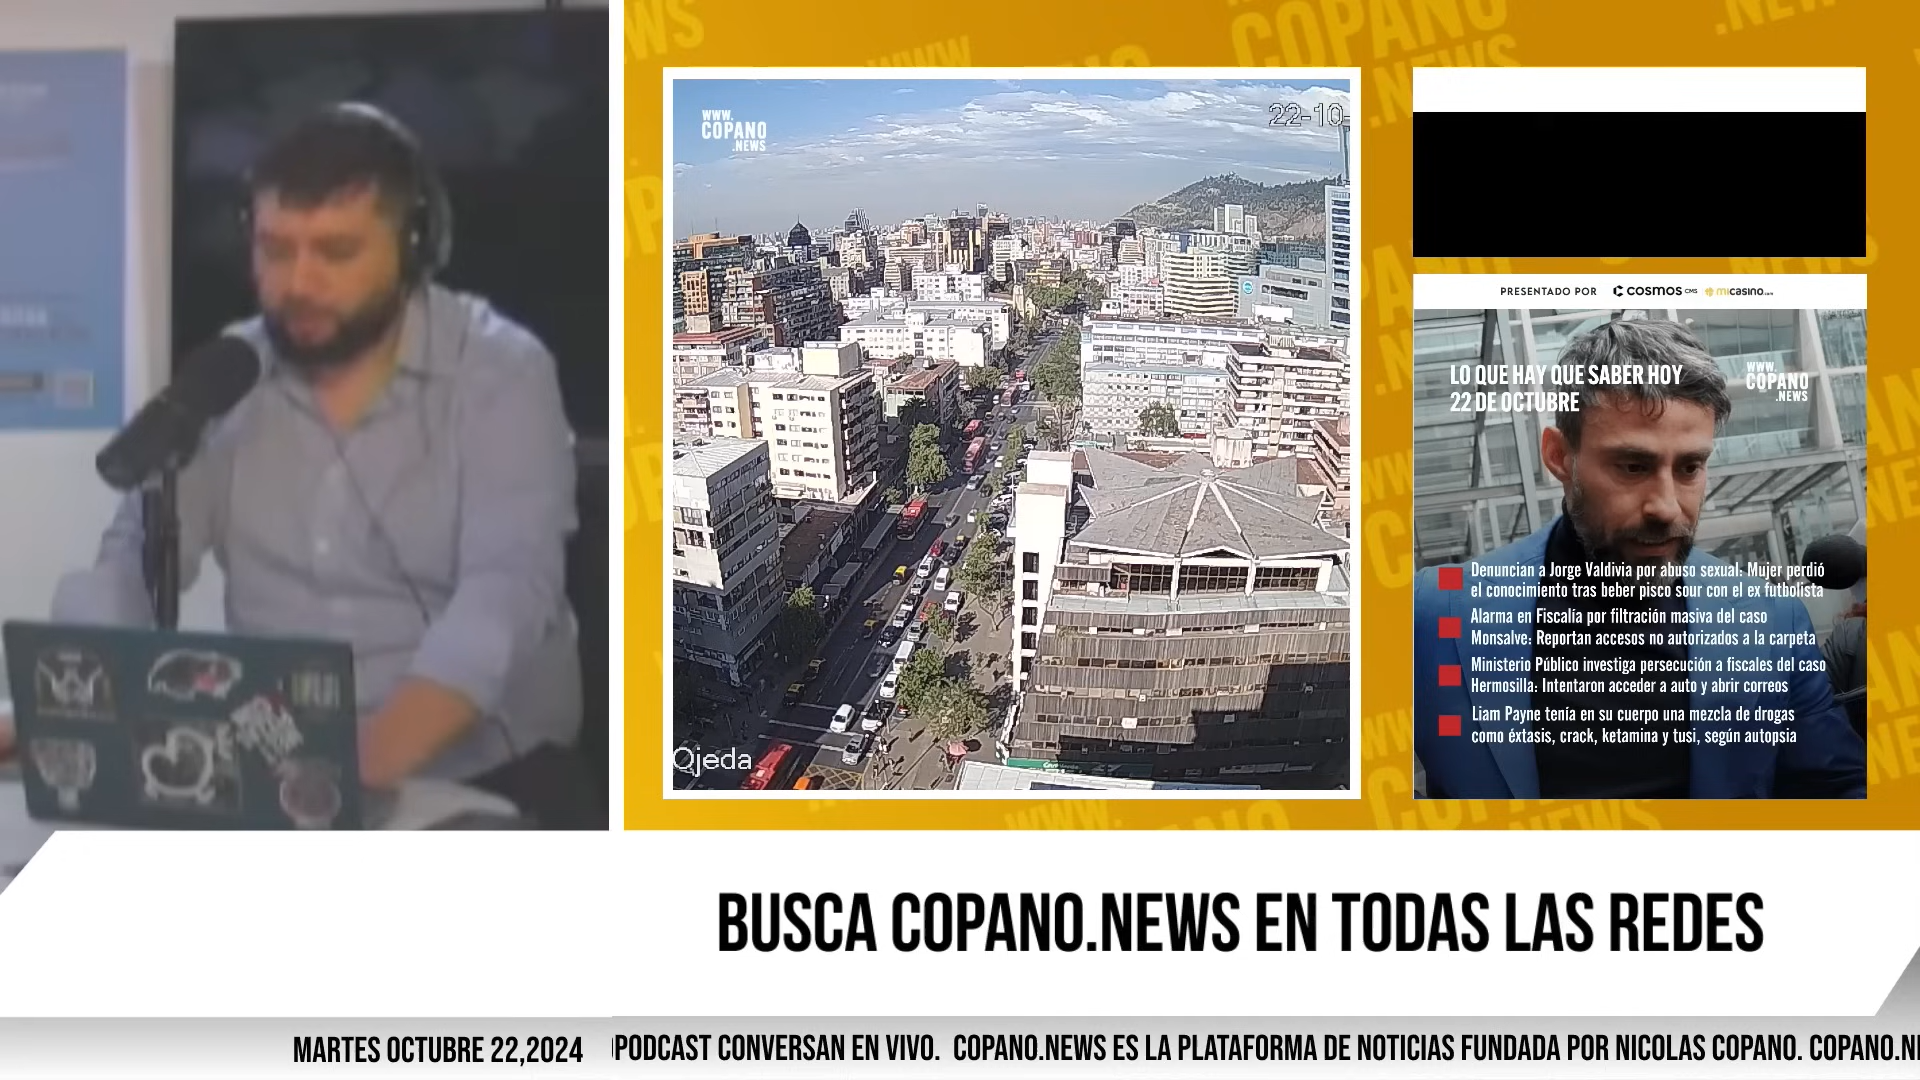 WWW.
COPANO
.NEWS
22-10-
Ojeda
PRESENTADO POR COSMOS CMS micasino.com
LO QUE HAY QUE SABER HOY
22 DE OCTUBRE
WWW.
COPANO
.NEWS
Denuncian a Jorge Valdivia por abuso sexual: Mujer perdió
el conocimiento tras beber pisco sour con el ex futbolista
Alarma en Fiscalía por filtración masiva del caso
Monsalve: Reportan accesos no autorizados a la carpeta
Ministerio Público investiga persecución a fiscales del caso
Hermosilla: Intentaron acceder a auto y abrir correos
Liam Payne tenía en su cuerpo una mezcla de drogas
como éxtasis, crack, ketamina y tusi, según autopsia
BUSCA COPANO.NEWS EN TODAS LAS REDES
MARTES OCTUBRE 22,2024
PODCAST CONVERSAN EN VIVO. COPANO.NEWS ES LA PLATAFORMA DE NOTICIAS FUNDADA POR NICOLAS COPANO. COPANO.N